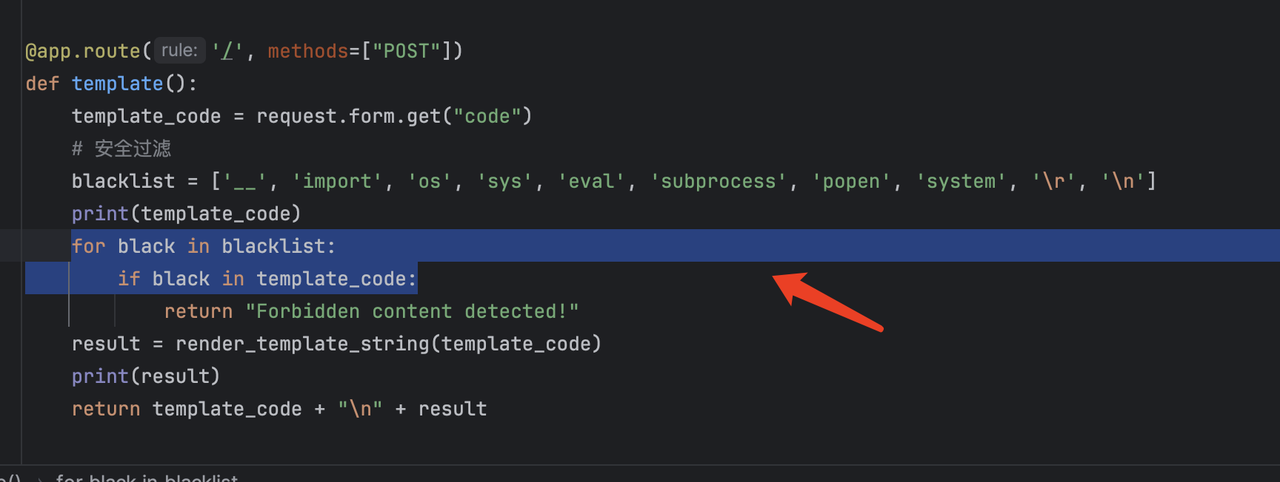 @app.route( rule: '/', methods=["POST"])
def template():
    template_code = request.form.get("code")
    # 安全过滤
    blacklist = ['__', 'import', 'os', 'sys', 'eval', 'subprocess', 'popen', 'system', '\r', '\n']
    print(template_code)
    for black in blacklist:
        if black in template_code:
            return "Forbidden content detected!"
    result = render_template_string(template_code)
    print(result)
    return template_code + "\n" + result
for black in blacklist